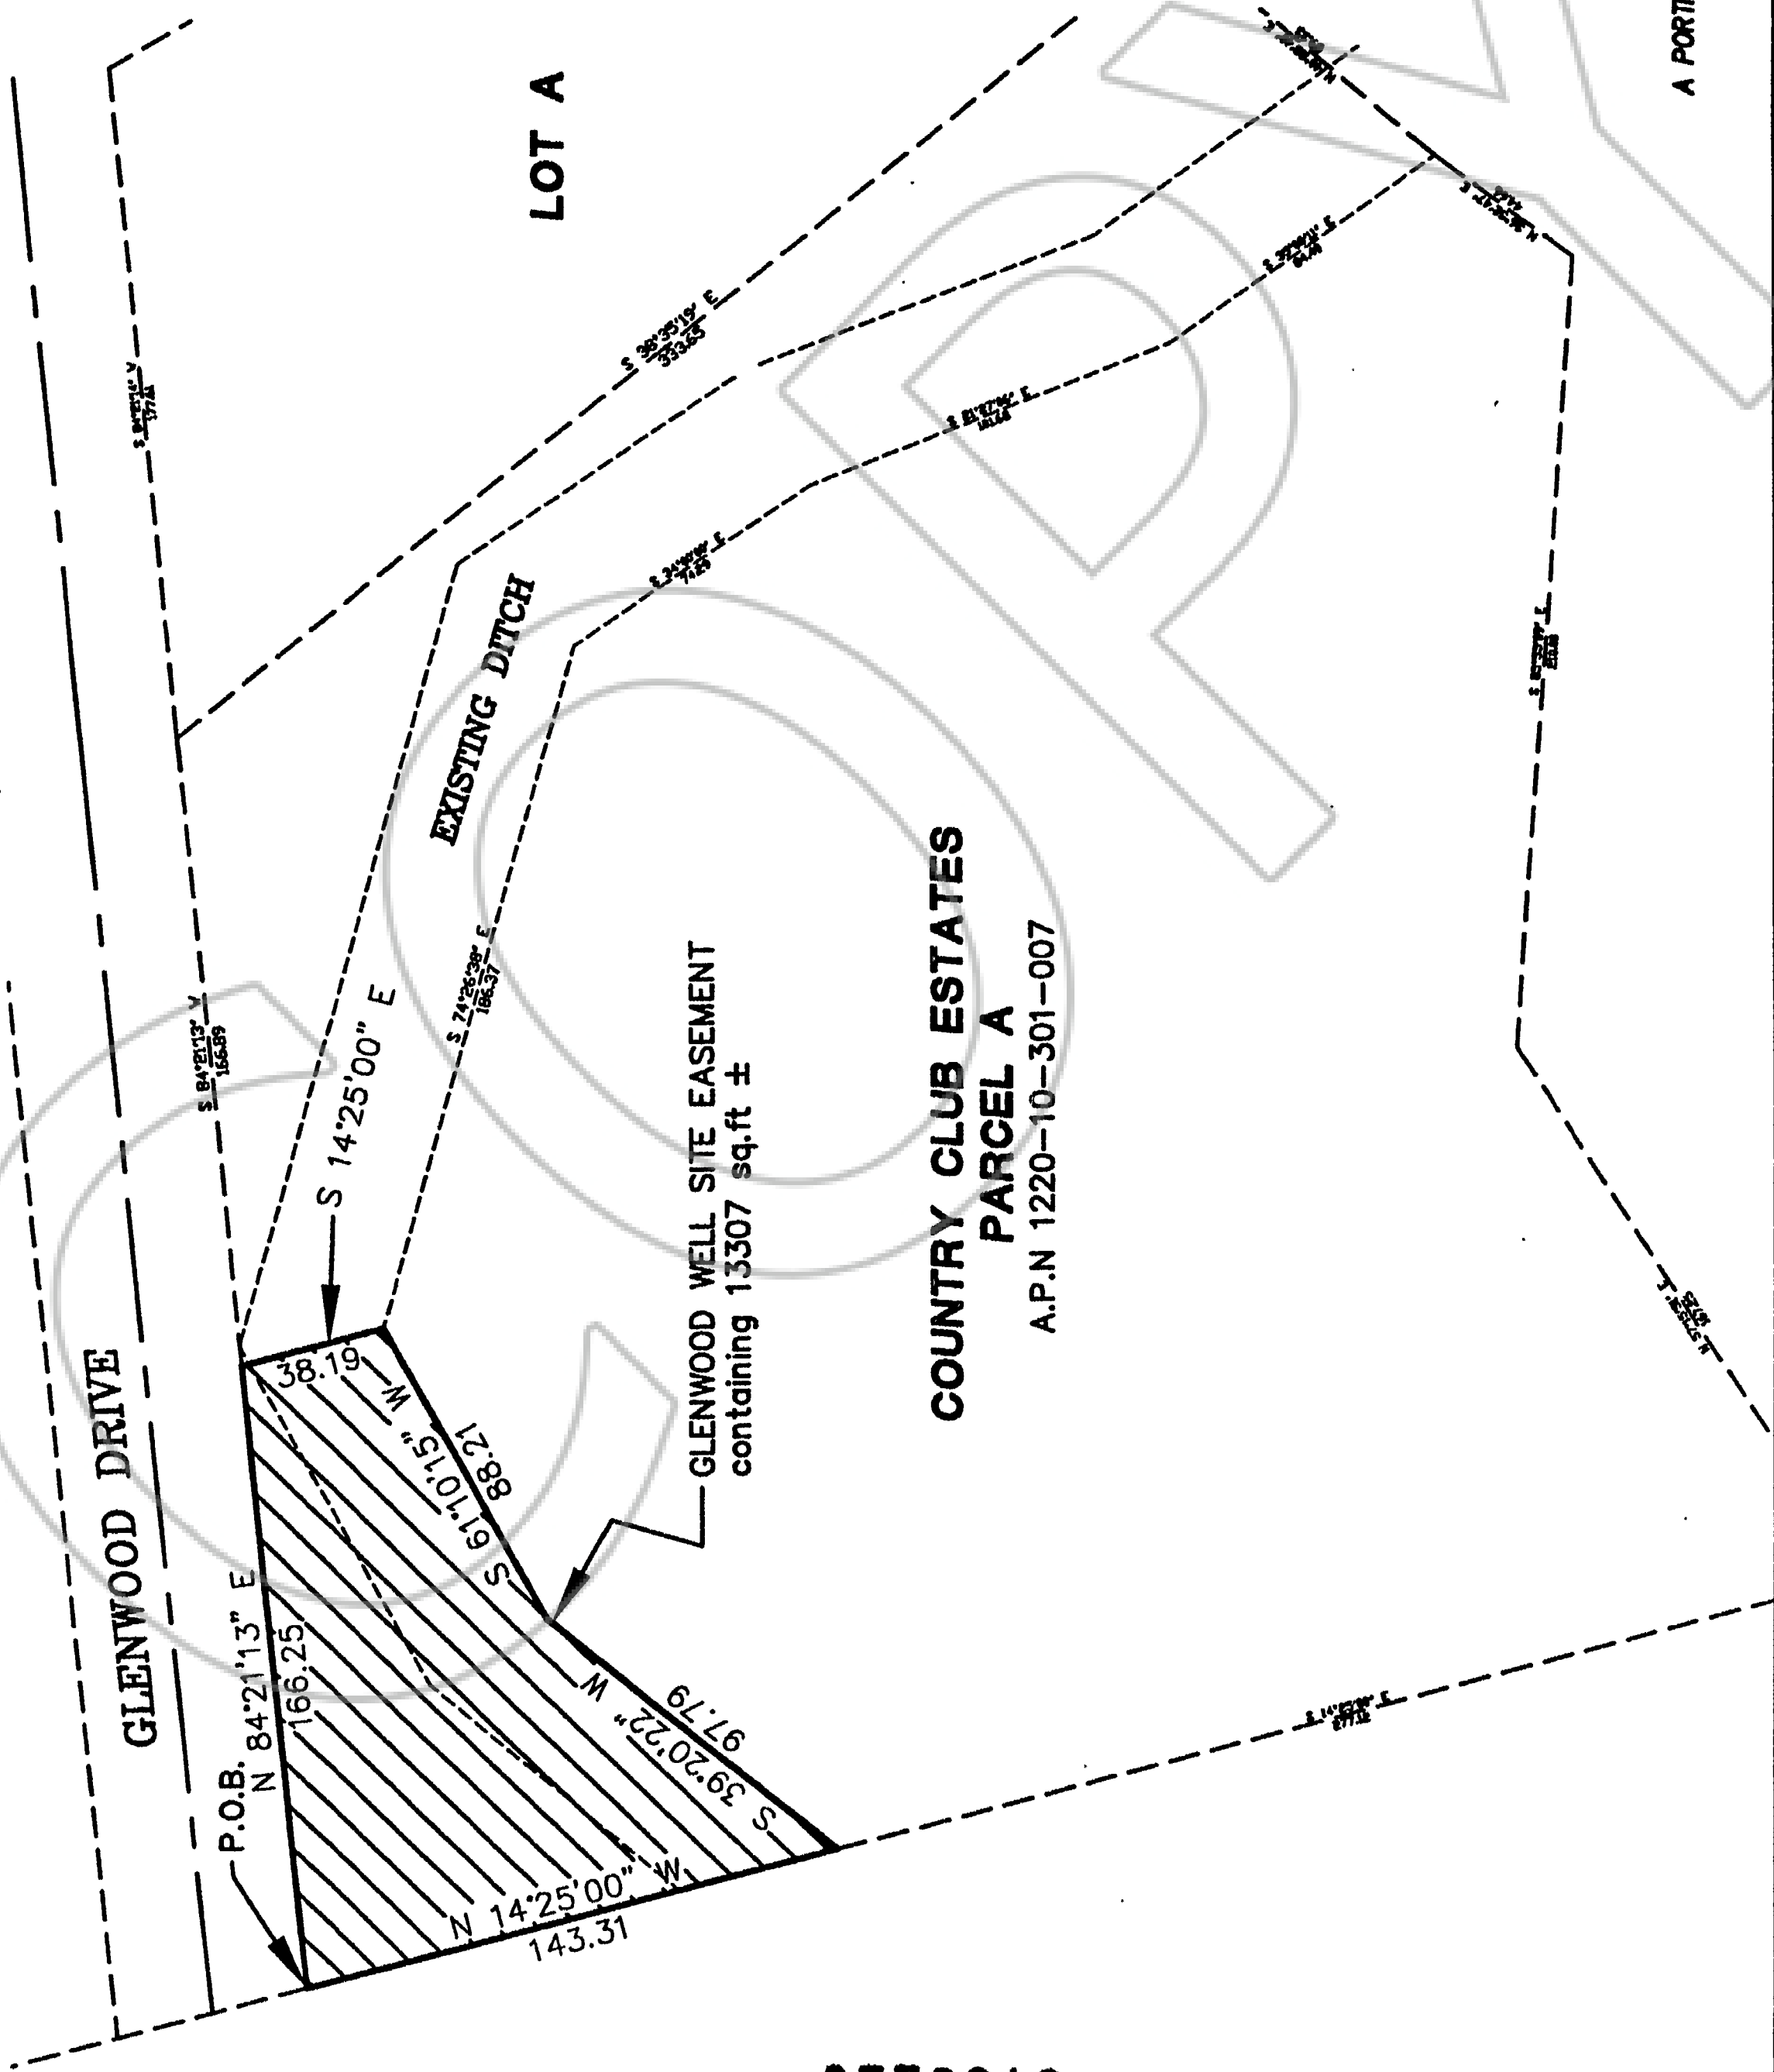 GLENWOOD DRIVE
LOT A
P.O.B.
N 84°21'13" E
166.25
S 84°21'13" W
166.89
S 38°35'19" E
333.65
EXISTING DITCH
S 14°25'00" E
38.19
S 74°26'38" E
186.37
S 61°10'15" W
88.21
S 39°20'22" W
97.79
N 14°25'00" W
143.31
GLENWOOD WELL SITE EASEMENT
containing 13307 sq.ft ±
COUNTRY CLUB ESTATES
PARCEL A
A.P.N 1220-10-301-007
A PORTI
COPY